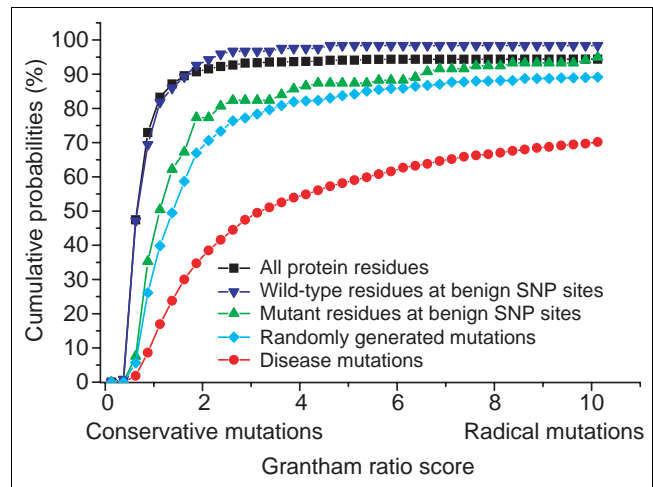 100
90
80
70
60
50
40
30
20
10
0
Cumulative probabilities (%)
All protein residues
Wild-type residues at benign SNP sites
Mutant residues at benign SNP sites
Randomly generated mutations
Disease mutations
0 2 4 6 8 10
Conservative mutations Radical mutations
Grantham ratio score